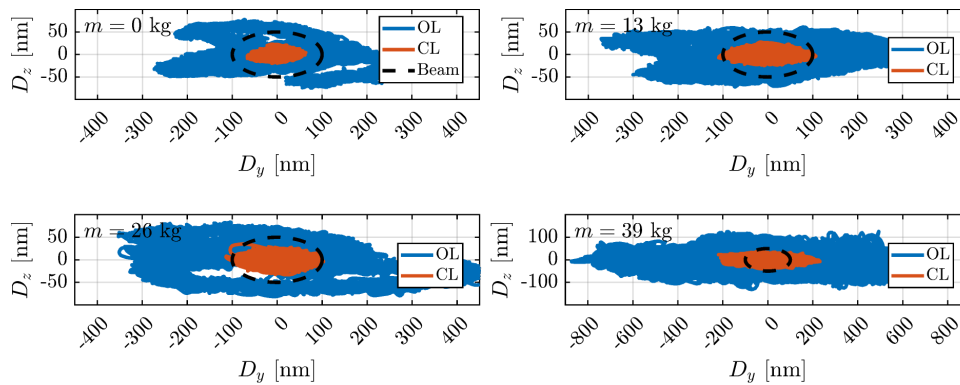 D_z [nm]
50
0
-50
m = 0 kg
OL
CL
Beam
-400
-300
-200
-100
0
100
200
300
400
D_y [nm]
D_z [nm]
50
0
-50
m = 13 kg
OL
CL
-400
-300
-200
-100
0
100
200
300
400
D_y [nm]
D_z [nm]
50
0
-50
m = 26 kg
OL
CL
-400
-300
-200
-100
0
100
200
300
400
D_y [nm]
D_z [nm]
100
0
-100
m = 39 kg
OL
CL
-800
-600
-400
-200
0
200
400
600
800
D_y [nm]